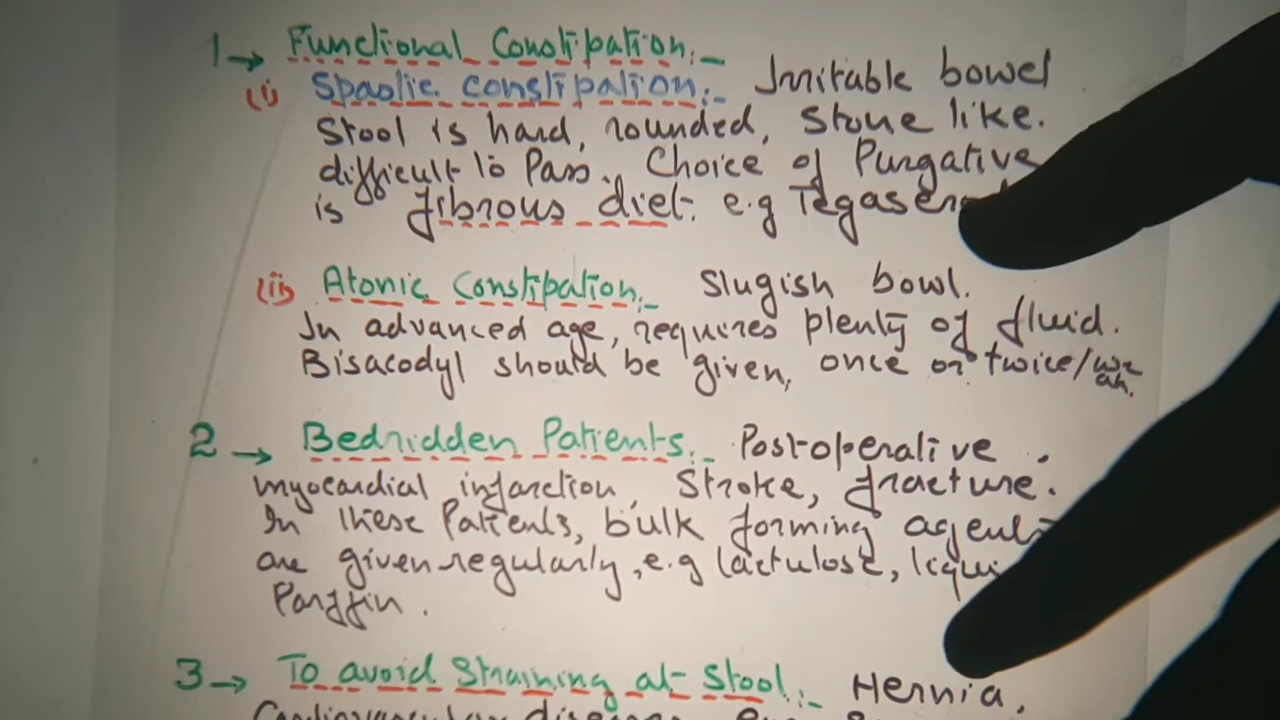 1→ Functional Constipation:-
(i) Spastic constipation:- Irritable bowel
Stool is hard, rounded, Stone like.
difficult to Pass. Choice of Purgative
is fibrous diet. e.g
(ii) Atonic Constipation:- Slugish bowl.
In advanced age, requires plenty of fluid.
Bisacodyl should be given, once or twice/
2→ Bedridden Patients:- Post-operative
myocardial infarction, Stroke, fracture.
In these Patients, bulk forming agents
are given regularly, e.g lactulose,
Paraffin.
3→ To avoid Straining at Stool:- Hernia,
Cardiovascular disease,